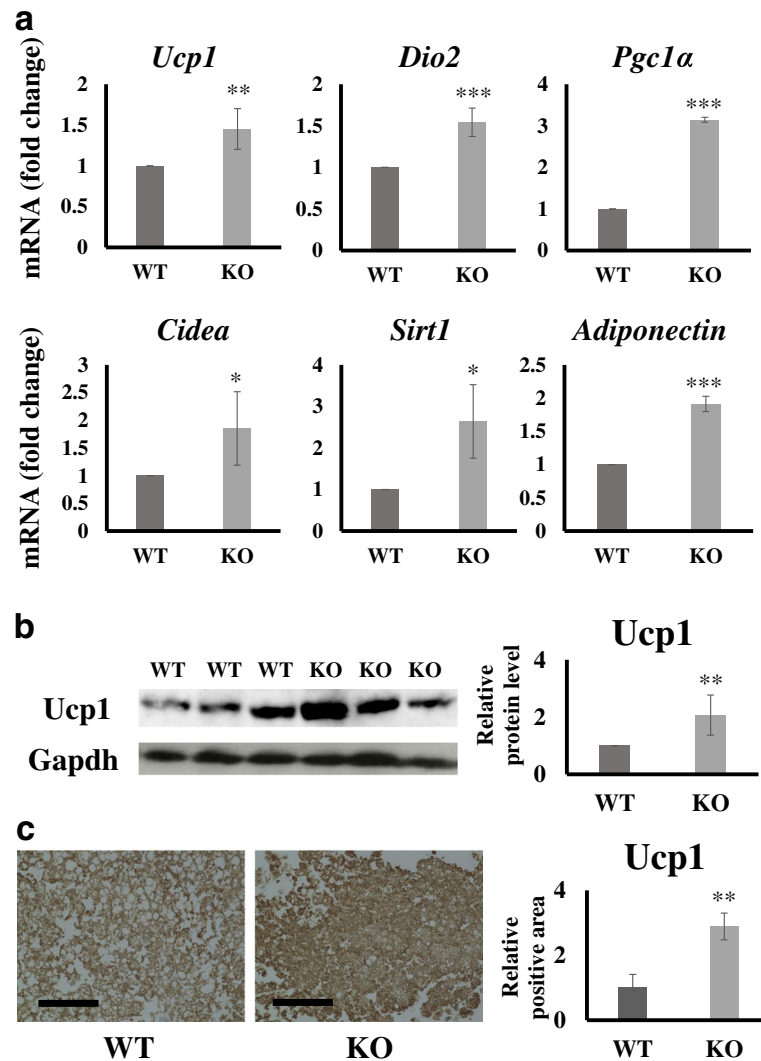 a
Ucp1 Dio2 Pgc1α
mRNA (fold change)
2
1.5
1
0.5
0
**
WT KO
2
1.5
1
0.5
0
***
WT KO
4
3
2
1
0
***
WT KO
Cidea Sirt1 Adiponectin
mRNA (fold change)
3
2.5
2
1.5
1
0.5
0
*
WT KO
4
3
2
1
0
*
WT KO
2.5
2
1.5
1
0.5
0
***
WT KO
b
WT WT WT KO KO KO
Ucp1
Gapdh
Ucp1
Relative
protein level
4
2
0
**
WT KO
c
WT KO
Ucp1
Relative
positive area
4
2
0
**
WT KO